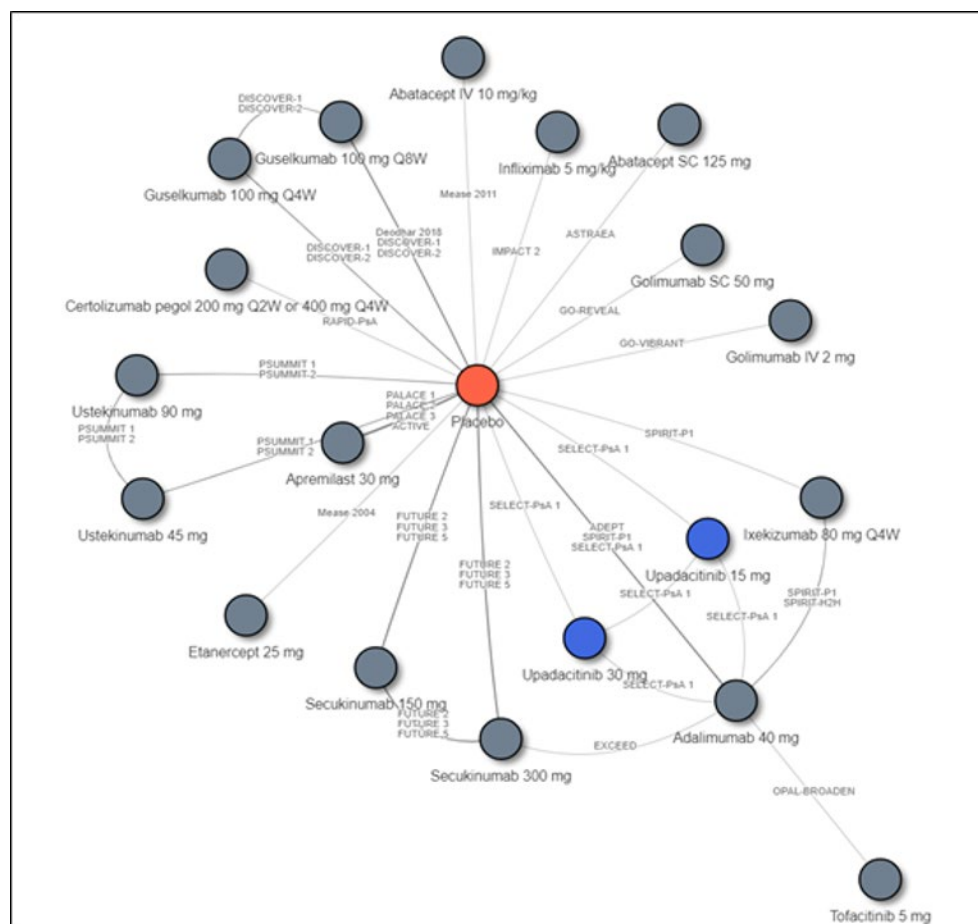 Abatacept IV 10 mg/kg
DISCOVER-1
DISCOVER-2
Guselkumab 100 mg Q8W
Infliximab 5 mg/kg
Abatacept SC 125 mg
Guselkumab 100 mg Q4W
Mease 2011
Deodhar 2018
DISCOVER-1
DISCOVER-2
DISCOVER-1
DISCOVER-2
IMPACT 2
ASTRAEA
Golimumab SC 50 mg
Certolizumab pegol 200 mg Q2W or 400 mg Q4W
GO-REVEAL
RAPID-PsA
GO-VIBRANT
Golimumab IV 2 mg
PSUMMIT 1
PSUMMIT 2
Ustekinumab 90 mg
PALACE 1
PALACE 2
PALACE 3
ACTIVE
Placebo
PSUMMIT 1
PSUMMIT 2
PSUMMIT 1
PSUMMIT 2
SPIRIT-P1
SELECT-PsA 1
Apremilast 30 mg
Mease 2004
SELECT-PsA 1
Ustekinumab 45 mg
FUTURE 2
FUTURE 3
FUTURE 5
ADEPT
SPIRIT-P1
SELECT-PsA 1
Ixekizumab 80 mg Q4W
FUTURE 2
FUTURE 3
FUTURE 5
Upadacitinib 15 mg
SELECT-PsA 1
SPIRIT-P1
SPIRIT-H2H
SELECT-PsA 1
Etanercept 25 mg
Upadacitinib 30 mg
SELECT-PsA 1
Secukinumab 150 mg
FUTURE 2
FUTURE 3
FUTURE 5
Adalimumab 40 mg
EXCEED
Secukinumab 300 mg
OPAL-BROADEN
Tofacitinib 5 mg